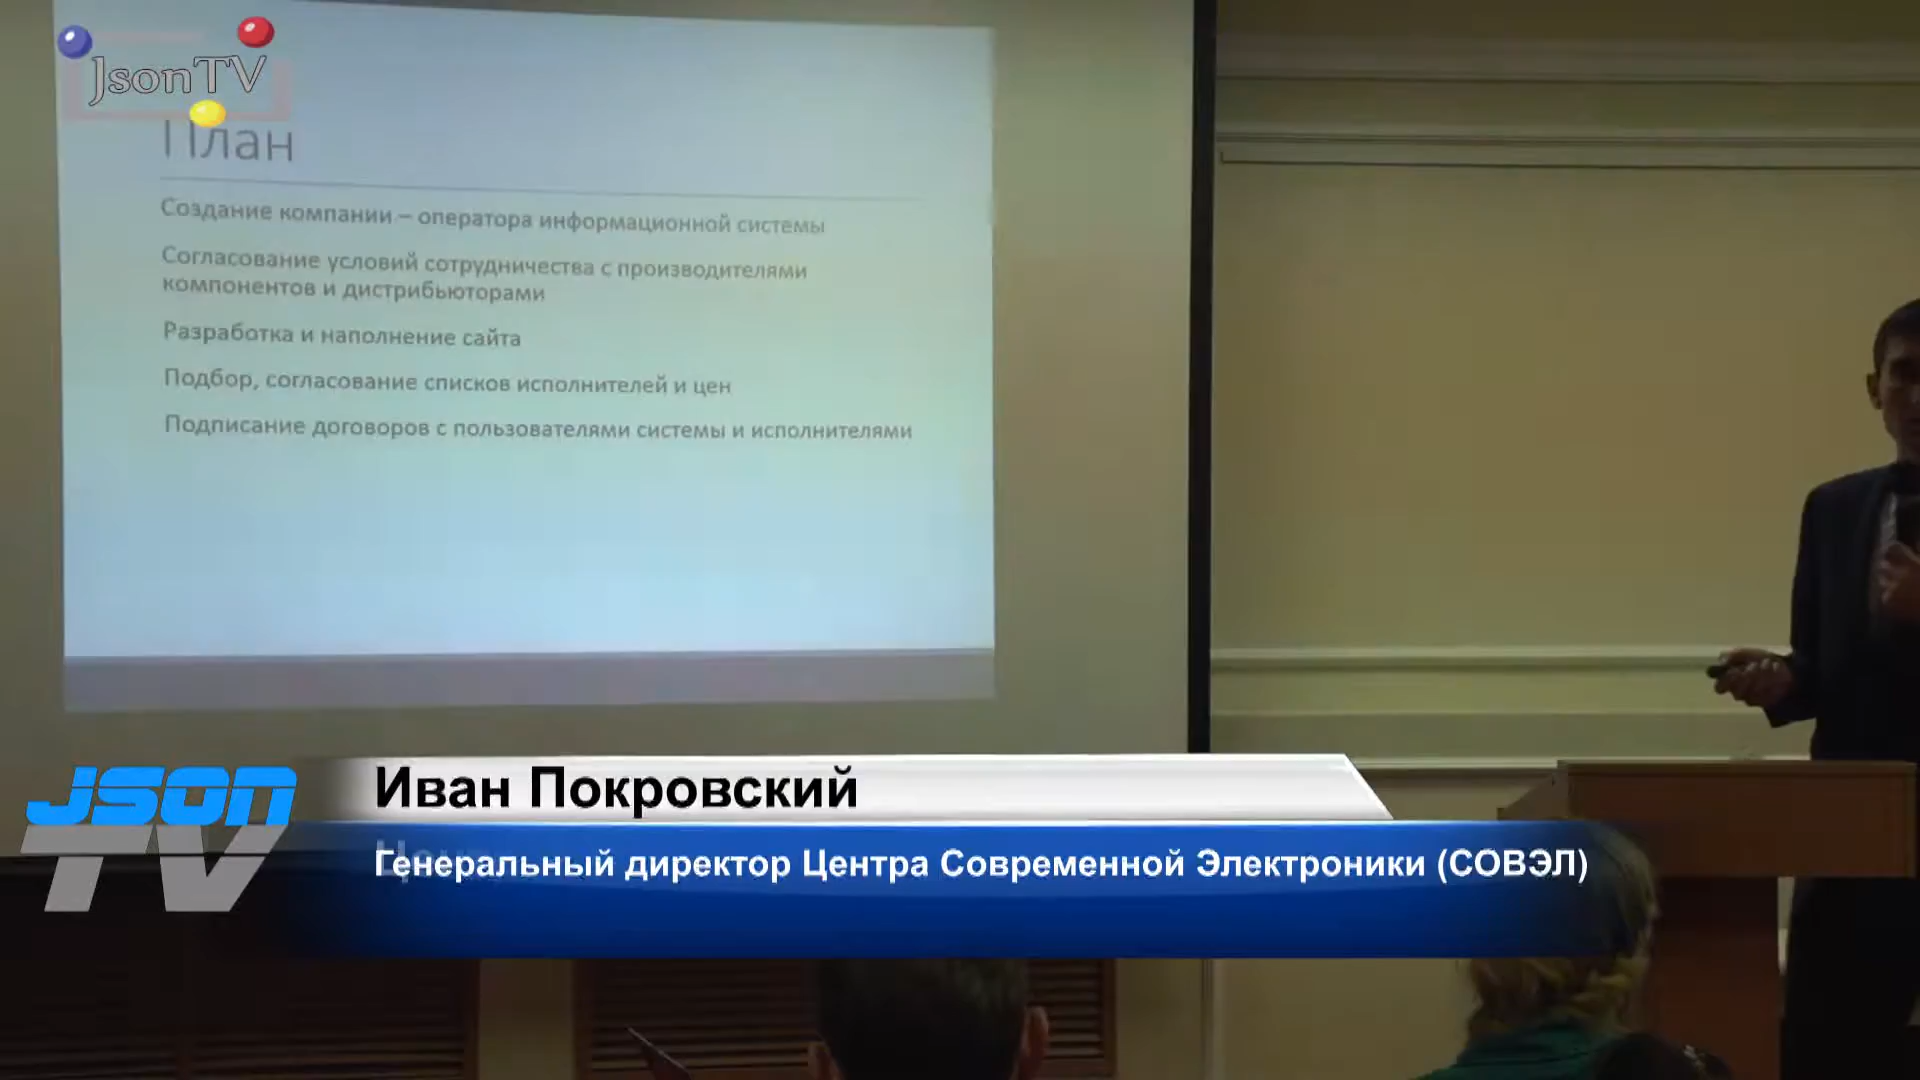 JsonTV
План
Создание компании – оператора информационной системы
Согласование условий сотрудничества с производителями
компонентов и дистрибьюторами
Разработка и наполнение сайта
Подбор, согласование списков исполнителей и цен
Подписание договоров с пользователями системы и исполнителями
JSON
TV
Иван Покровский
Генеральный директор Центра Современной Электроники (СОВЭЛ)